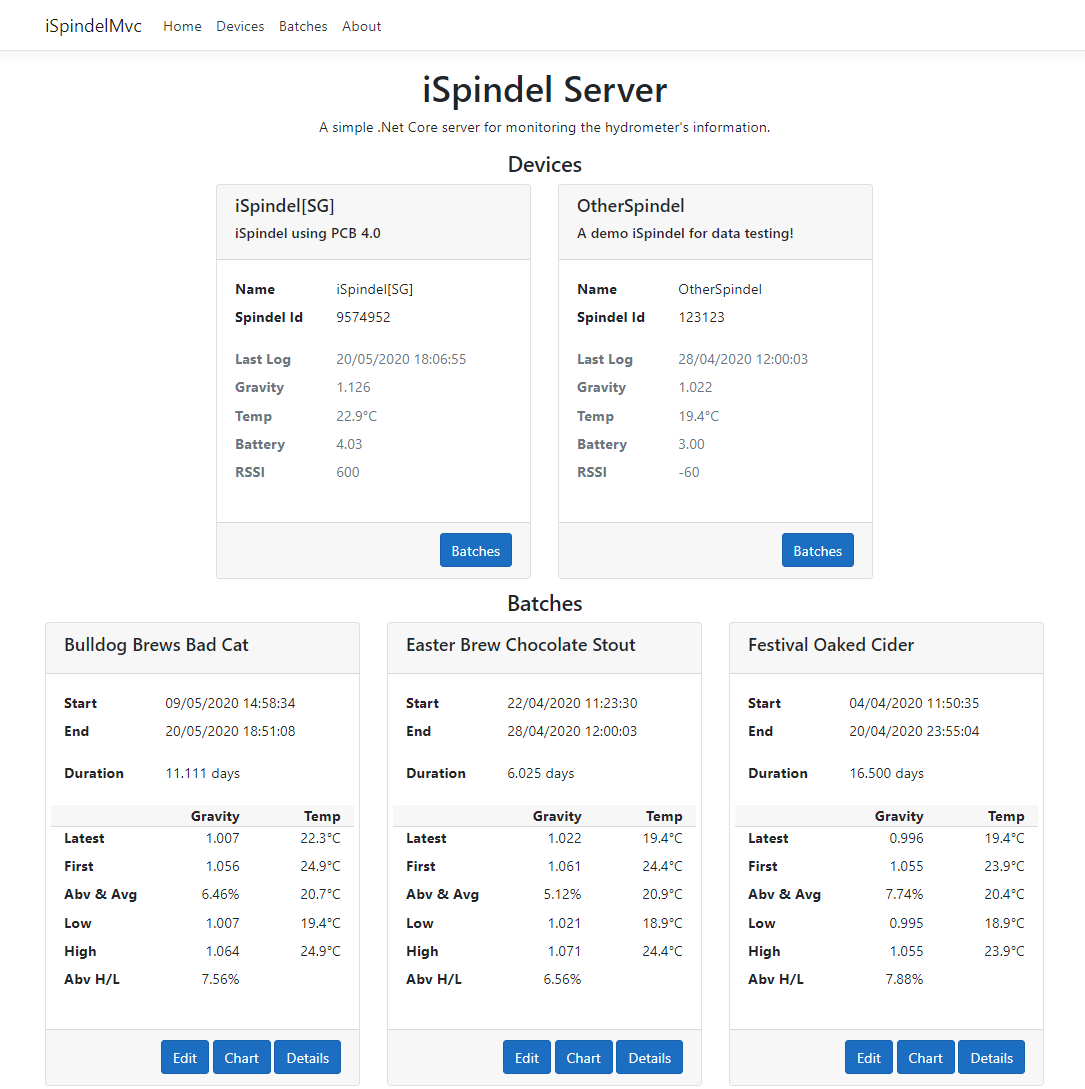 iSpindelMvc Home Devices Batches About
iSpindel Server
A simple .Net Core server for monitoring the hydrometer's information.
Devices
iSpindel[SG]
iSpindel using PCB 4.0
Name iSpindel[SG]
Spindel Id 9574952
Last Log 20/05/2020 18:06:55
Gravity 1.126
Temp 22.9°C
Battery 4.03
RSSI 600
Batches
OtherSpindel
A demo iSpindel for data testing!
Name OtherSpindel
Spindel Id 123123
Last Log 28/04/2020 12:00:03
Gravity 1.022
Temp 19.4°C
Battery 3.00
RSSI -60
Batches
Batches
Bulldog Brews Bad Cat
Start 09/05/2020 14:58:34
End 20/05/2020 18:51:08
Duration 11.111 days
Gravity Temp
Latest 1.007 22.3°C
First 1.056 24.9°C
Abv & Avg 6.46% 20.7°C
Low 1.007 19.4°C
High 1.064 24.9°C
Abv H/L 7.56%
Edit Chart Details
Easter Brew Chocolate Stout
Start 22/04/2020 11:23:30
End 28/04/2020 12:00:03
Duration 6.025 days
Gravity Temp
Latest 1.022 19.4°C
First 1.061 24.4°C
Abv & Avg 5.12% 20.9°C
Low 1.021 18.9°C
High 1.071 24.4°C
Abv H/L 6.56%
Edit Chart Details
Festival Oaked Cider
Start 04/04/2020 11:50:35
End 20/04/2020 23:55:04
Duration 16.500 days
Gravity Temp
Latest 0.996 19.4°C
First 1.055 23.9°C
Abv & Avg 7.74% 20.4°C
Low 0.995 18.9°C
High 1.055 23.9°C
Abv H/L 7.88%
Edit Chart Details